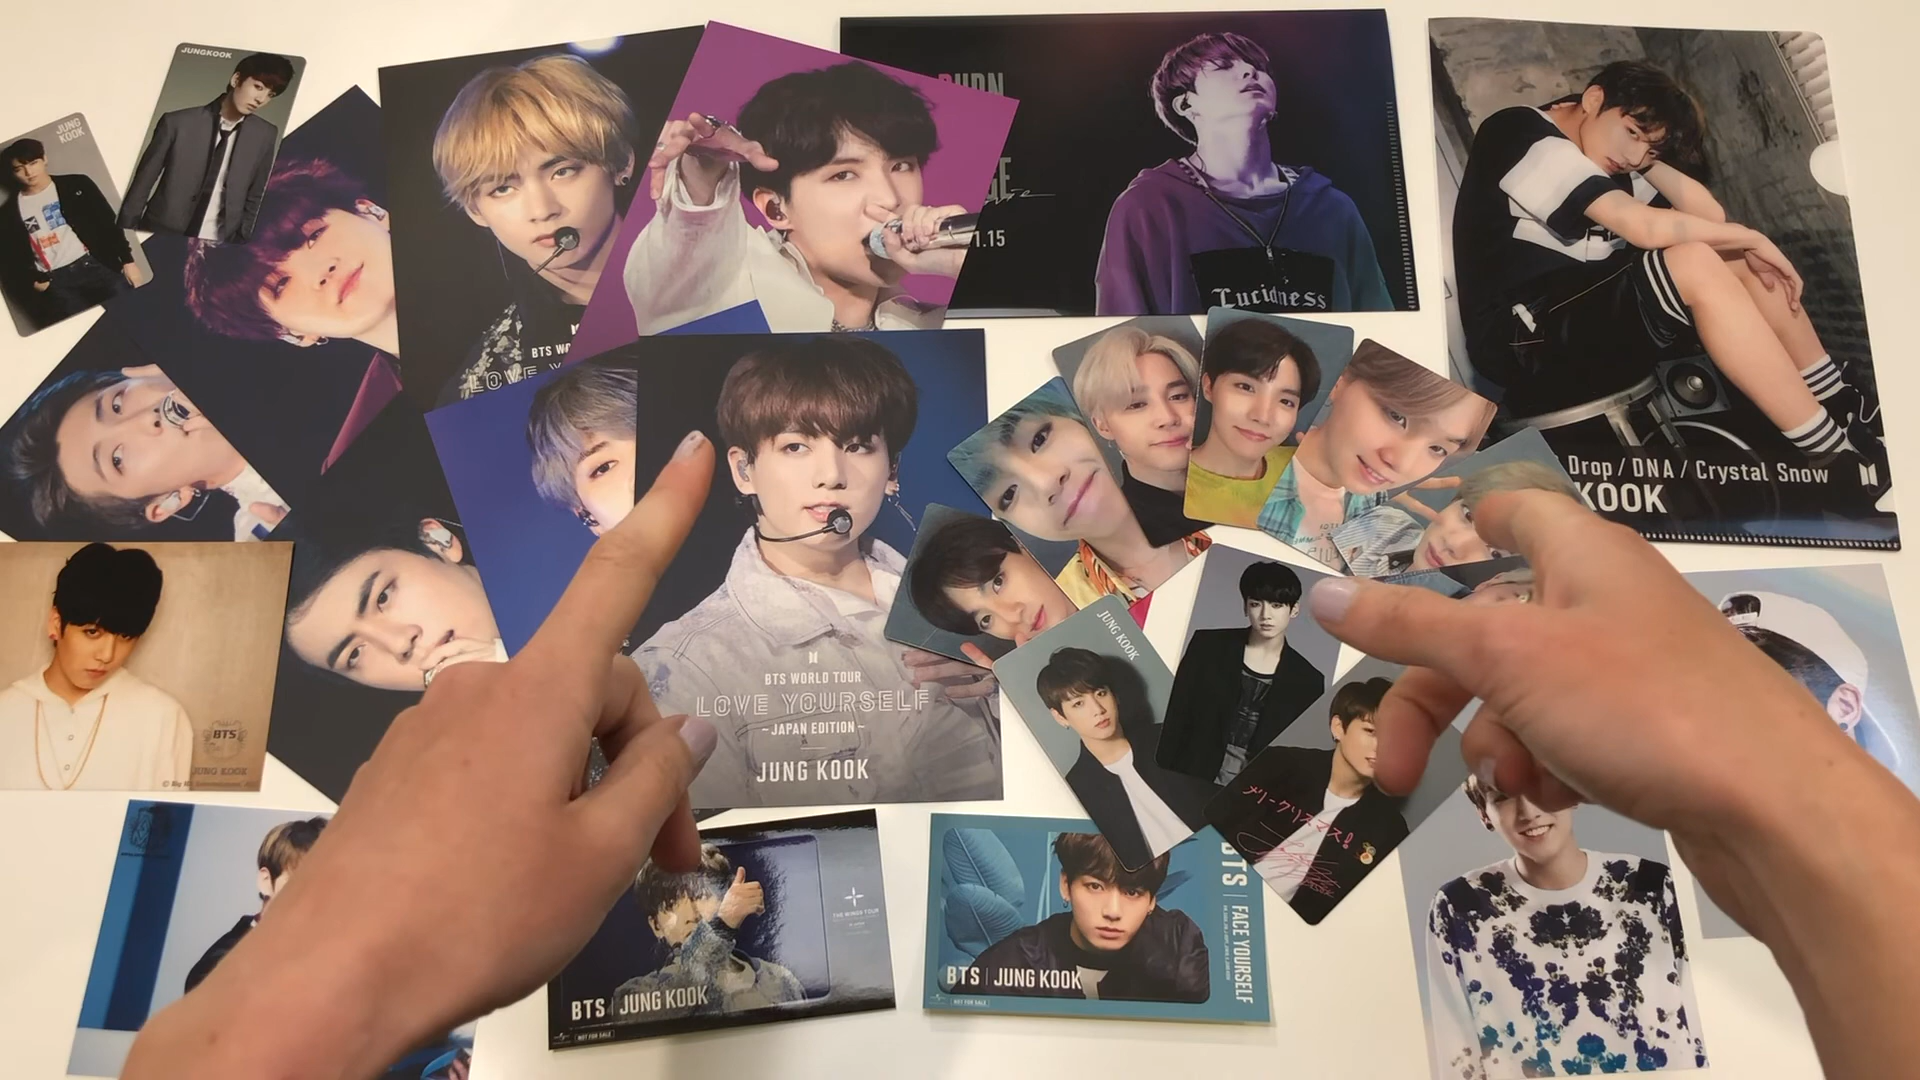 JUNGKOOK
JUNG
KOOK
BURN
1.15
Lucidness
BTS WO
LOVE Y
Drop / DNA / Crystal Snow
KOOK
BTS WORLD TOUR
LOVE YOURSELF
~JAPAN EDITION~
JUNG KOOK
JUNG KOOK
メリークリスマス!
BTS
JUNG KOOK
THE WINGS TOUR
BTS | JUNG KOOK
NOT FOR SALE
BTS | JUNG KOOK
NOT FOR SALE
BTS | FACE YOURSELF